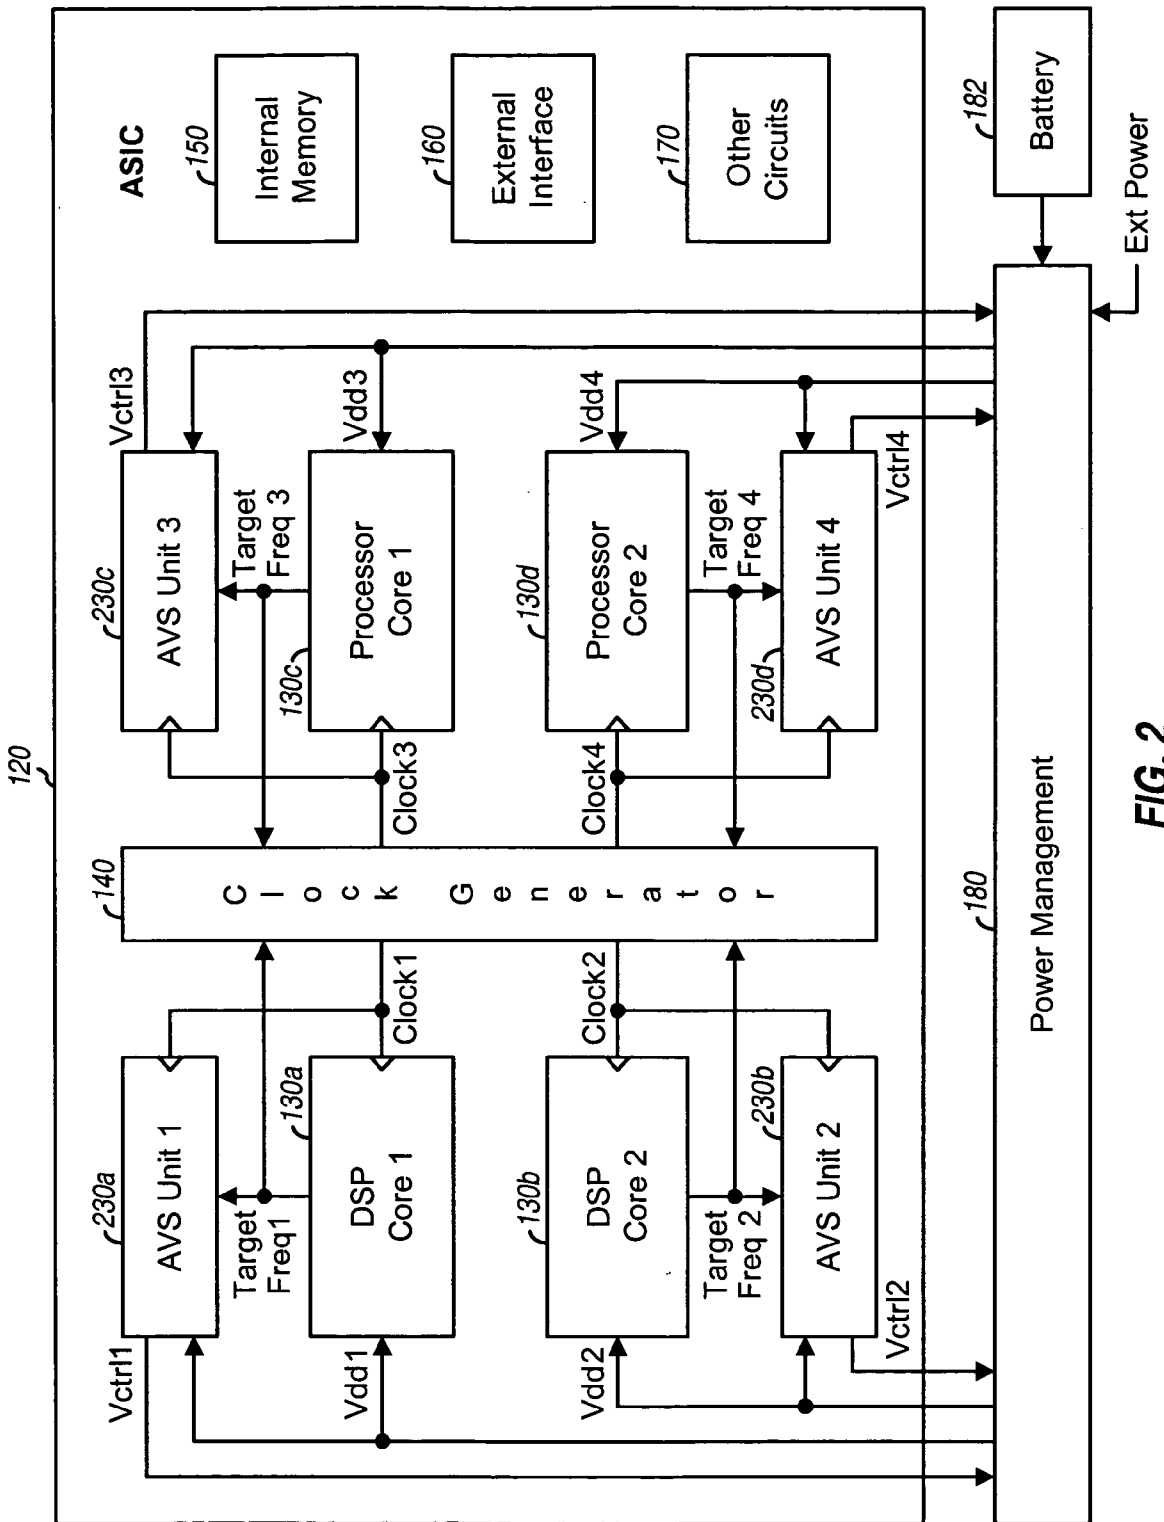 120
ASIC
230a
AVS Unit 1
Vctrl1
Target
Freq1
130a
DSP
Core 1
Vdd1
Clock1
140
Clock Generator
230c
AVS Unit 3
Vctrl3
Target
Freq 3
130c
Processor
Core 1
Vdd3
Clock3
150
Internal
Memory
160
External
Interface
170
Other
Circuits
130b
DSP
Core 2
Vdd2
Clock2
Target
Freq 2
230b
AVS Unit 2
Vctrl2
130d
Processor
Core 2
Vdd4
Clock4
Target
Freq 4
230d
AVS Unit 4
Vctrl4
180
Power Management
182
Battery
Ext Power
FIG. 2